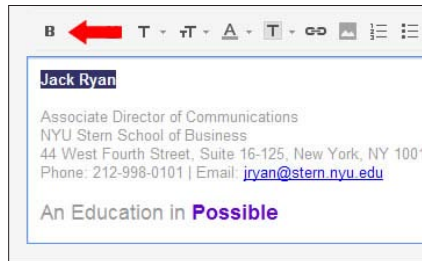 B T T A T
Jack Ryan
Associate Director of Communications
NYU Stern School of Business
44 West Fourth Street, Suite 16-125, New York, NY 1001
Phone: 212-998-0101 | Email: jryan@stern.nyu.edu
An Education in Possible